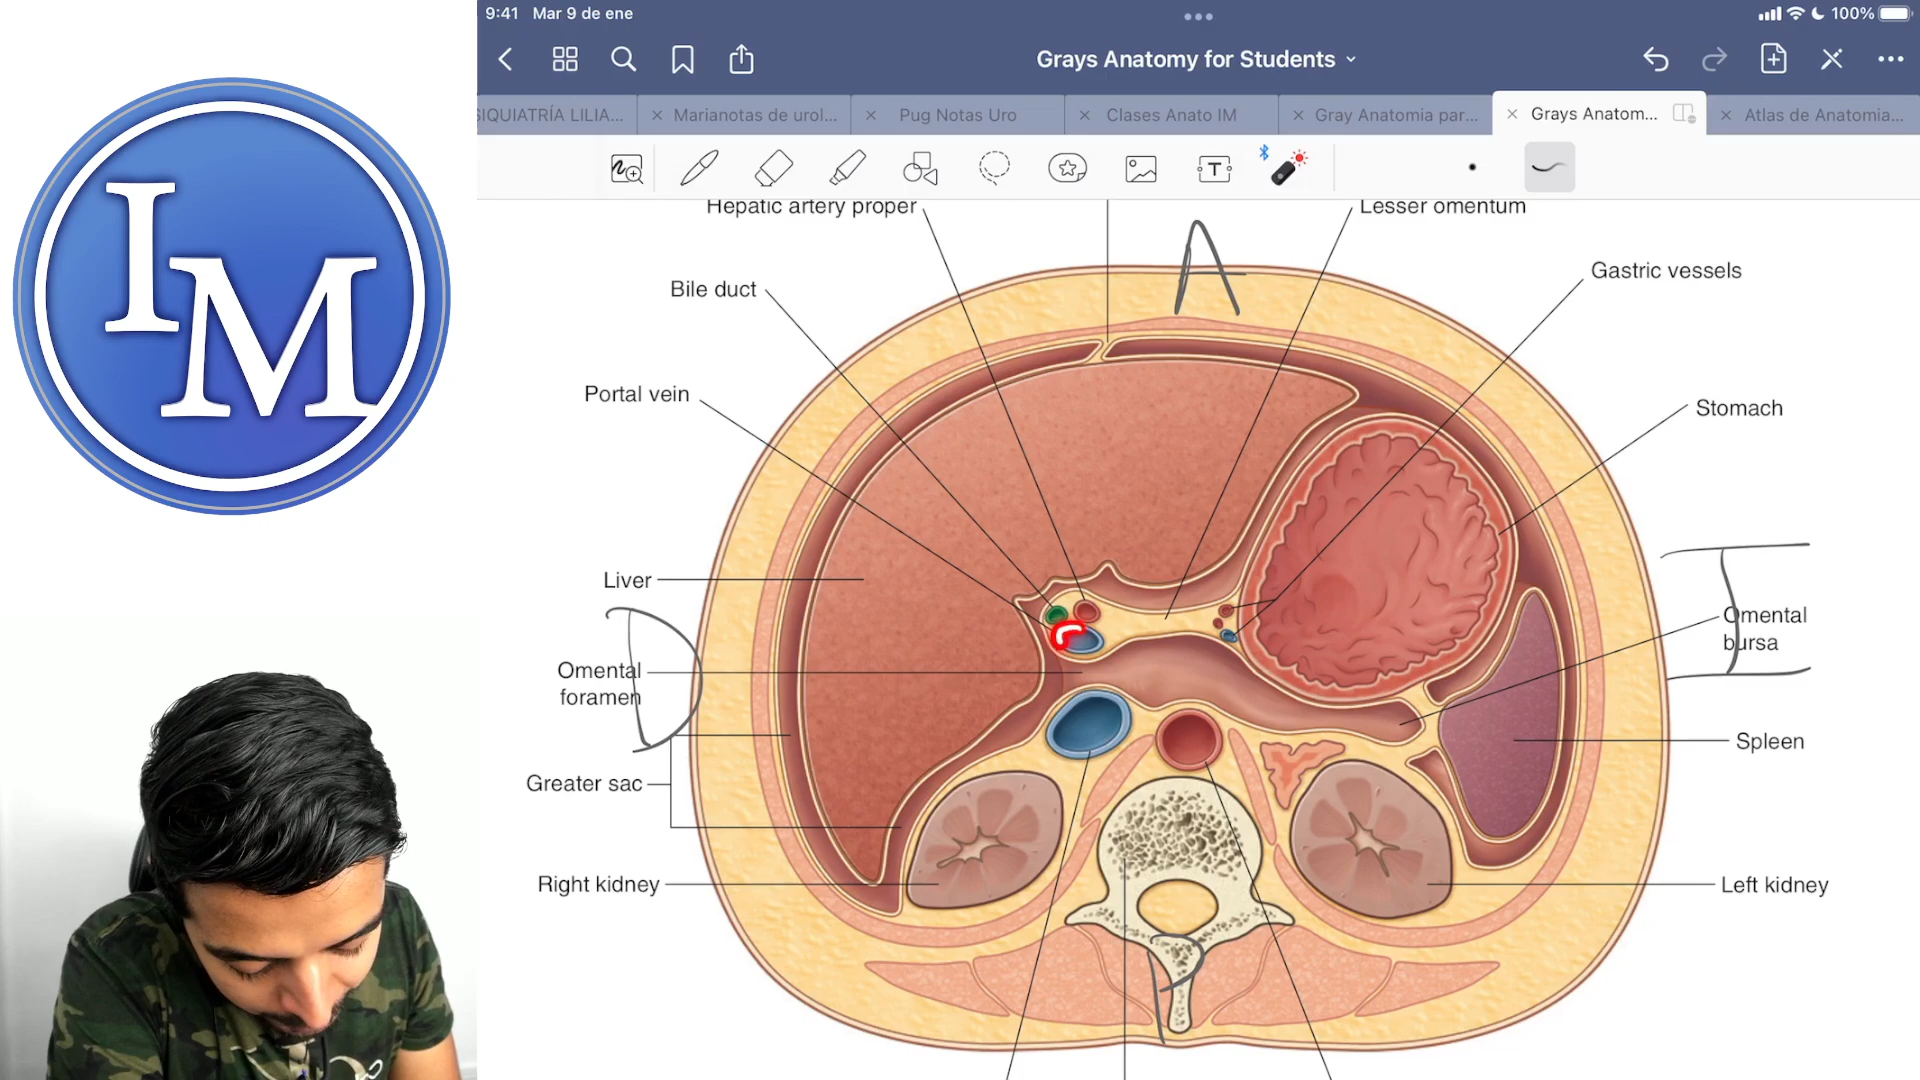 9:41 Mar 9 de ene
100%
Grays Anatomy for Students
SIQUIATRÍA LILIA...
Marianotas de urol...
Pug Notas Uro
Clases Anato IM
Gray Anatomia par...
Grays Anatom...
Atlas de Anatomia...
T
IM
Hepatic artery proper
Lesser omentum
A
Gastric vessels
Bile duct
Portal vein
Stomach
Liver
D
I
Omental
foramen
Omental
bursa
Spleen
Greater sac
Right kidney
Left kidney
P